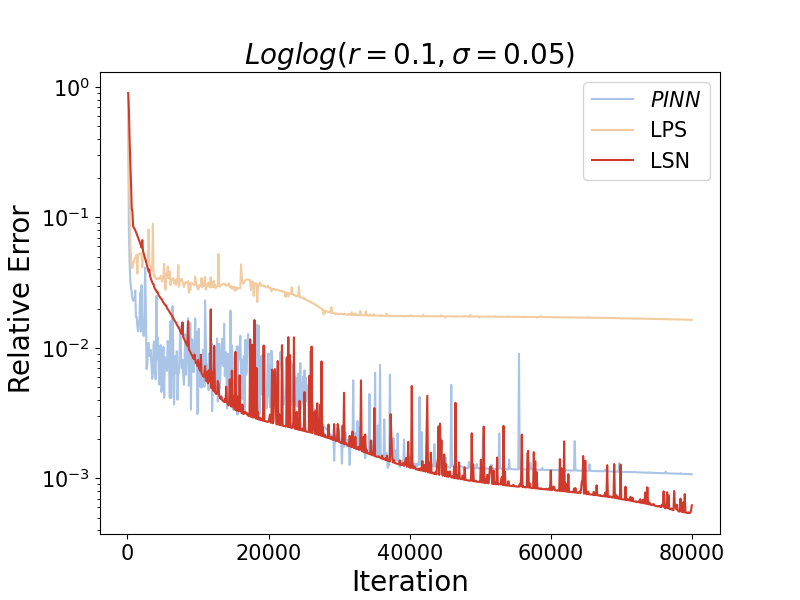 Loglog(r = 0.1, σ = 0.05)
PINN
LPS
LSN
Relative Error
10⁰
10⁻¹
10⁻²
10⁻³
0 20000 40000 60000 80000
Iteration